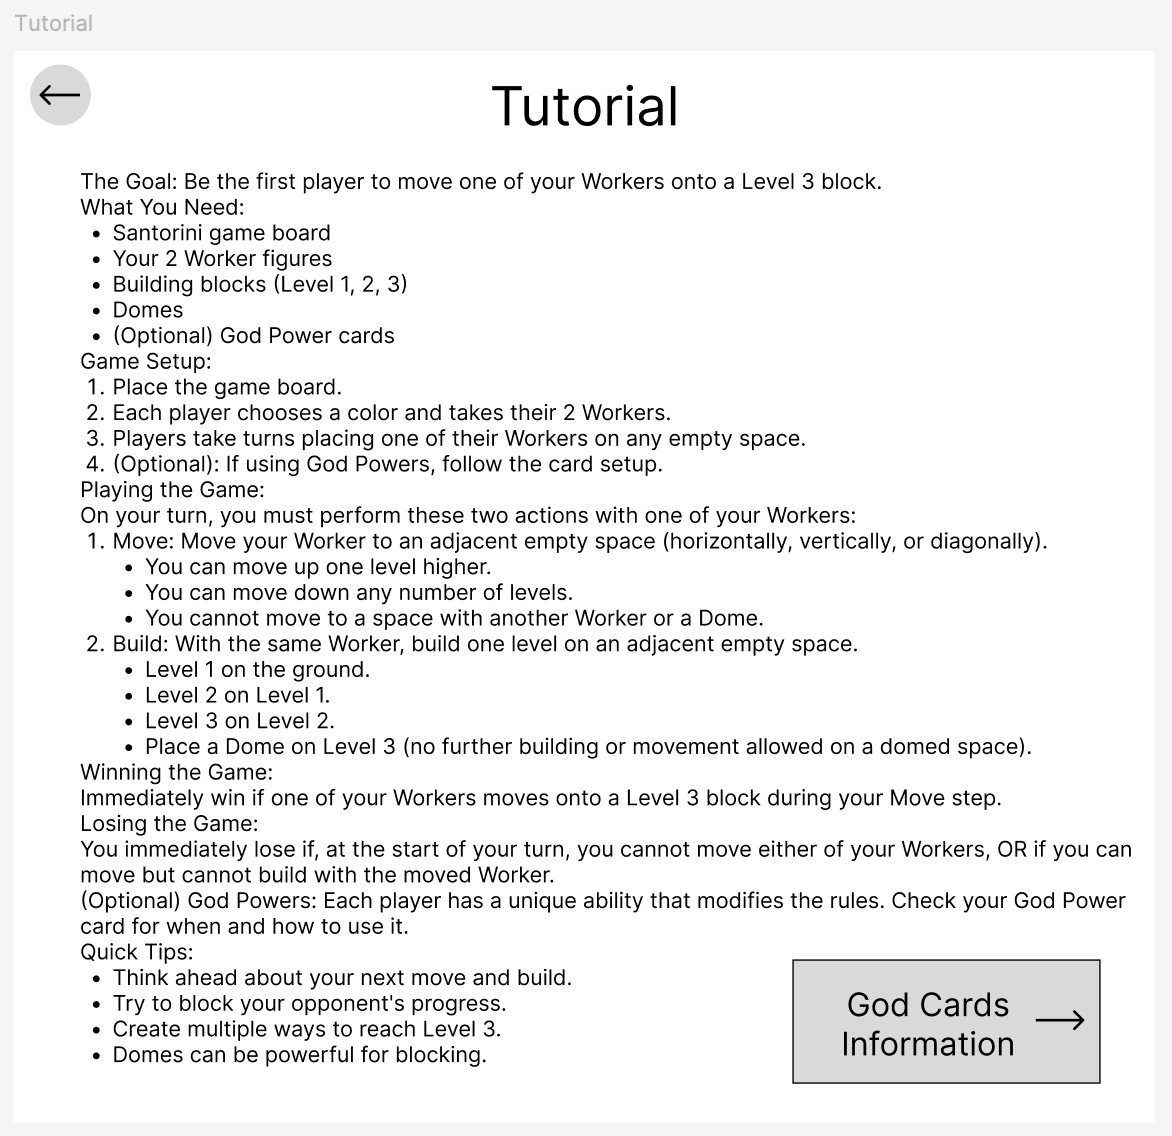 Tutorial
Tutorial
The Goal: Be the first player to move one of your Workers onto a Level 3 block.
What You Need:
• Santorini game board
• Your 2 Worker figures
• Building blocks (Level 1, 2, 3)
• Domes
• (Optional) God Power cards
Game Setup:
1. Place the game board.
2. Each player chooses a color and takes their 2 Workers.
3. Players take turns placing one of their Workers on any empty space.
4. (Optional): If using God Powers, follow the card setup.
Playing the Game:
On your turn, you must perform these two actions with one of your Workers:
1. Move: Move your Worker to an adjacent empty space (horizontally, vertically, or diagonally).
• You can move up one level higher.
• You can move down any number of levels.
• You cannot move to a space with another Worker or a Dome.
2. Build: With the same Worker, build one level on an adjacent empty space.
• Level 1 on the ground.
• Level 2 on Level 1.
• Level 3 on Level 2.
• Place a Dome on Level 3 (no further building or movement allowed on a domed space).
Winning the Game:
Immediately win if one of your Workers moves onto a Level 3 block during your Move step.
Losing the Game:
You immediately lose if, at the start of your turn, you cannot move either of your Workers, OR if you can
move but cannot build with the moved Worker.
(Optional) God Powers: Each player has a unique ability that modifies the rules. Check your God Power
card for when and how to use it.
Quick Tips:
• Think ahead about your next move and build.
• Try to block your opponent's progress.
• Create multiple ways to reach Level 3.
• Domes can be powerful for blocking.
God Cards
Information